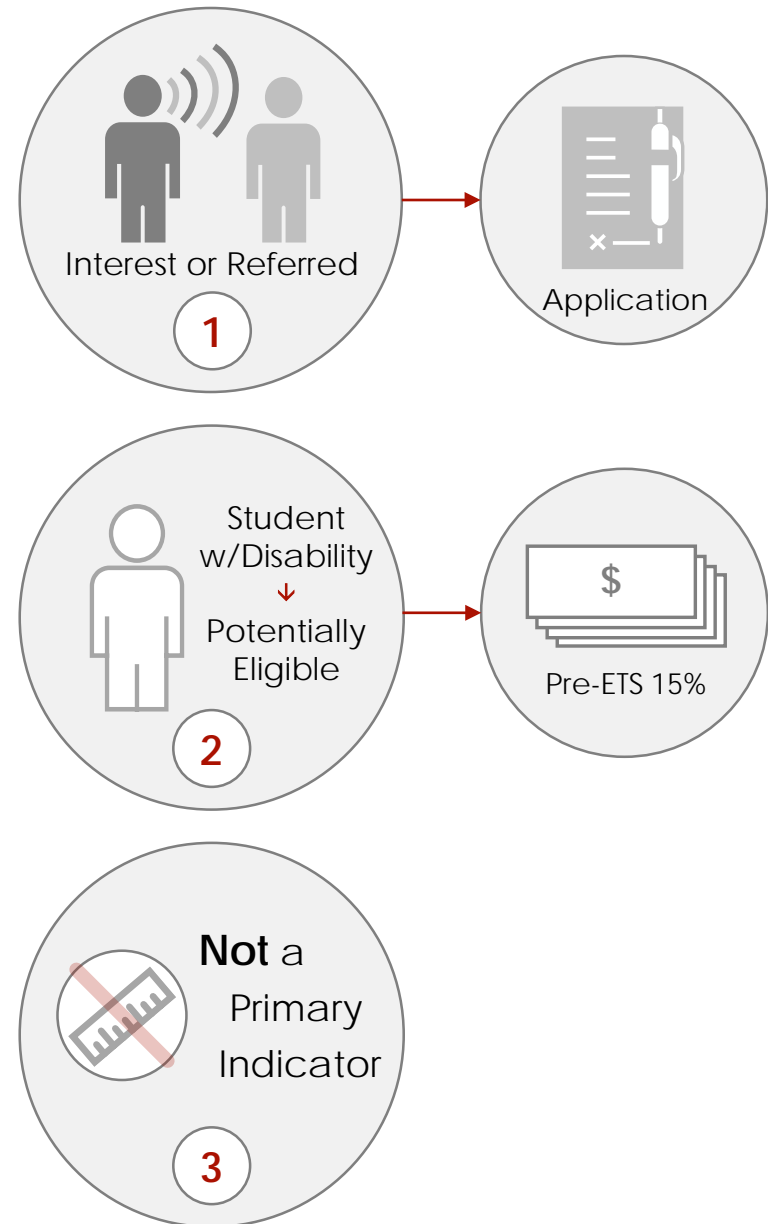 Interest or Referred
1
Application
Student
w/Disability
Potentially
Eligible
2
$
Pre-ETS 15%
Not a
Primary
Indicator
3